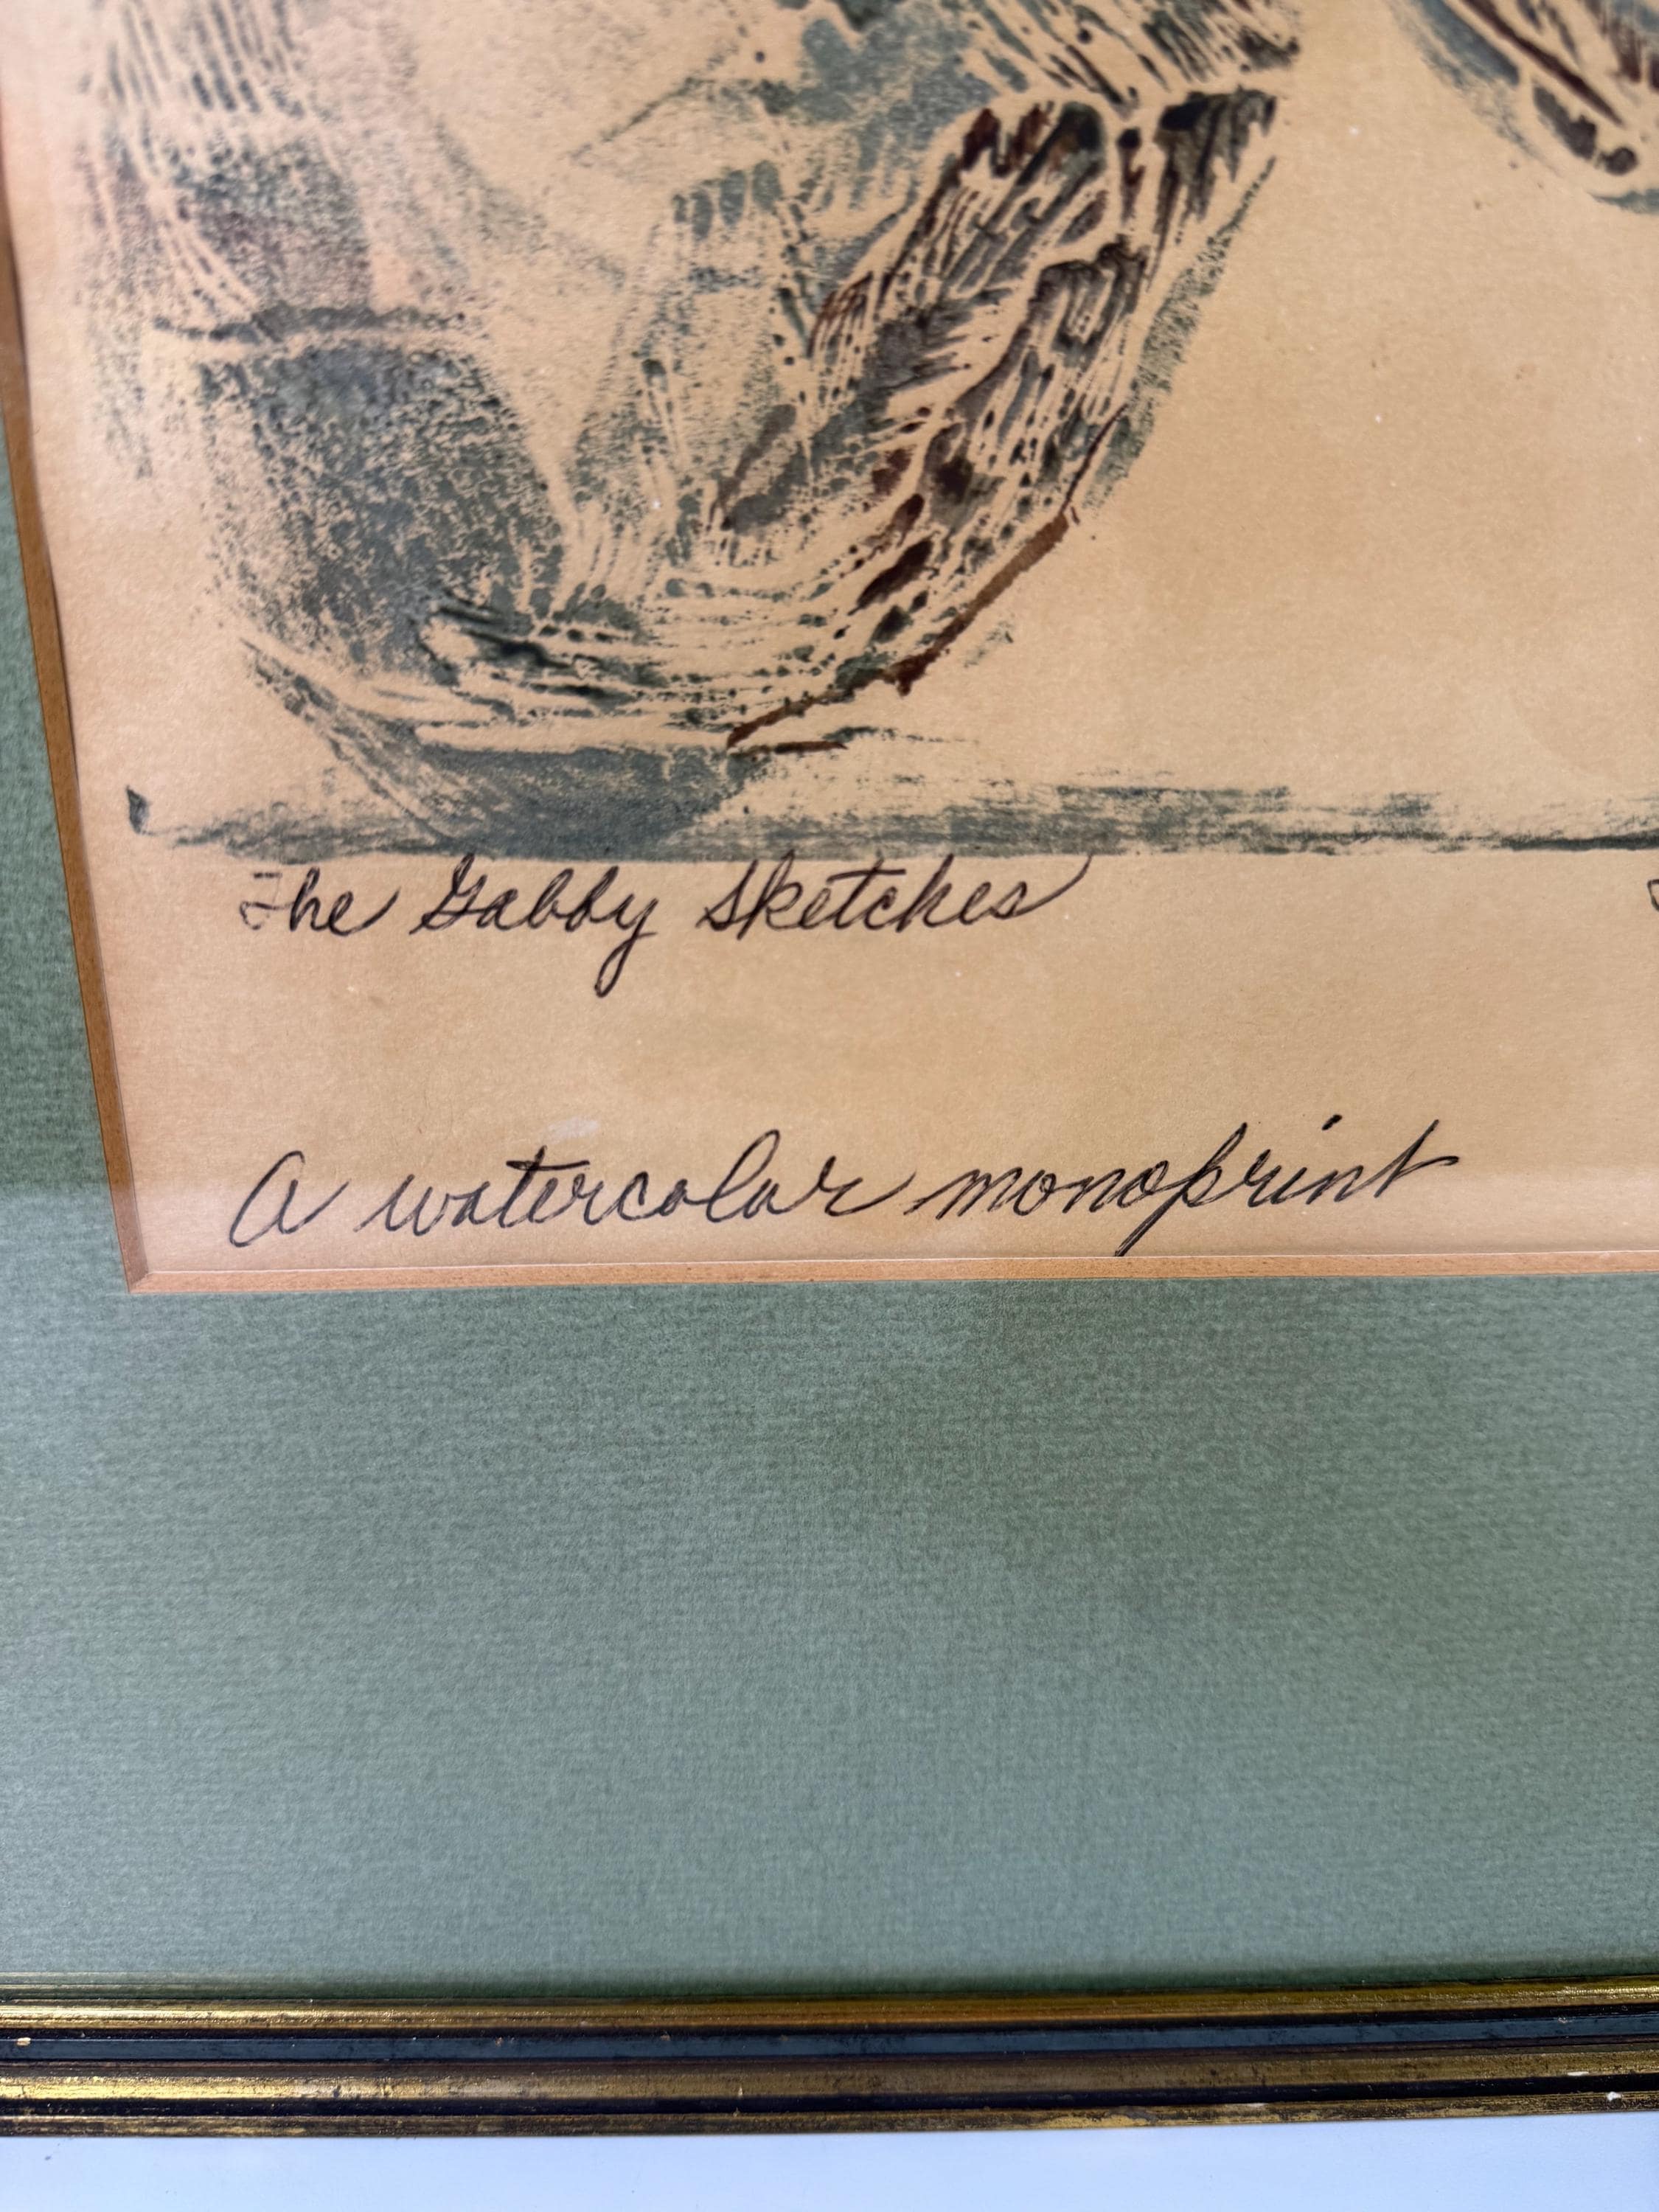 The Gabby Sketches
A watercolor monoprint